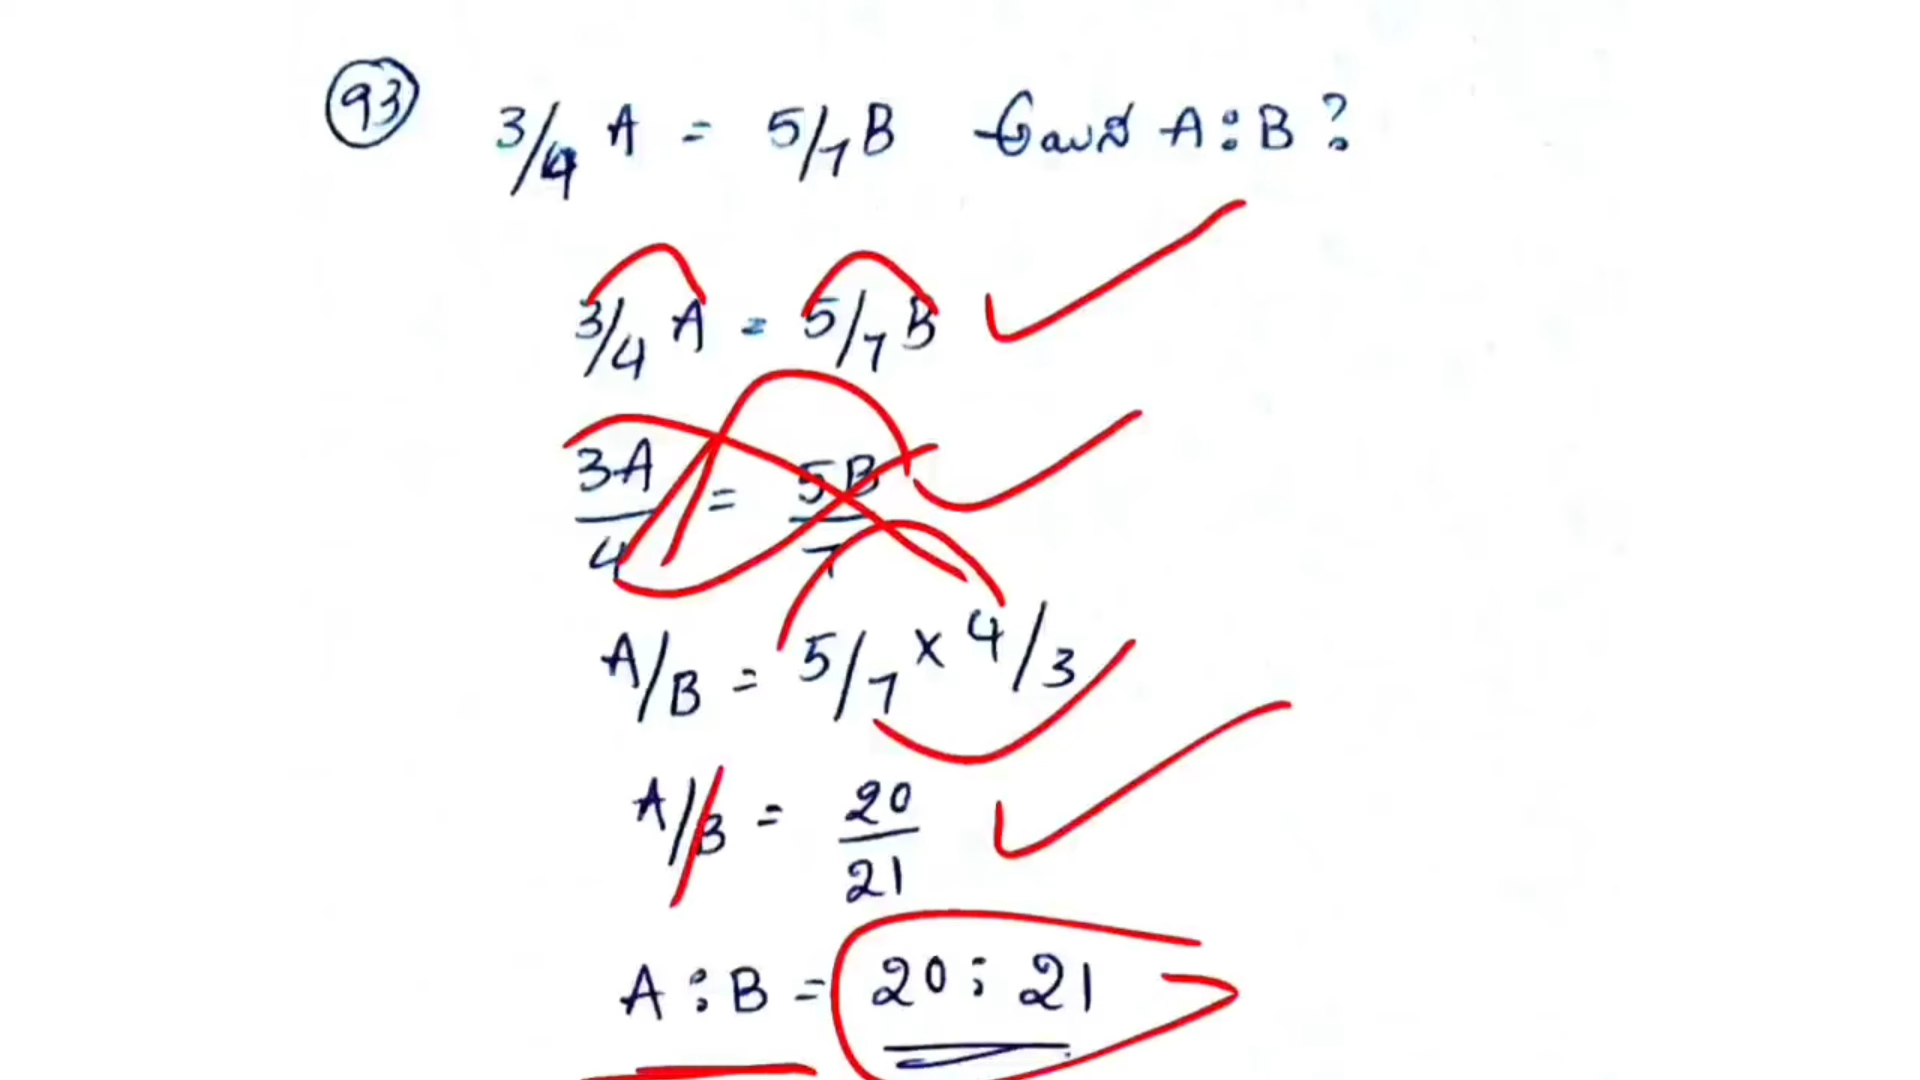 93 3/4 A = 5/7 B ആയാൽ A : B ?
3/4 A = 5/7 B
3A/4 = 5B/7
A/B = 5/7 × 4/3
A/B = 20/21
A : B = 20 : 21